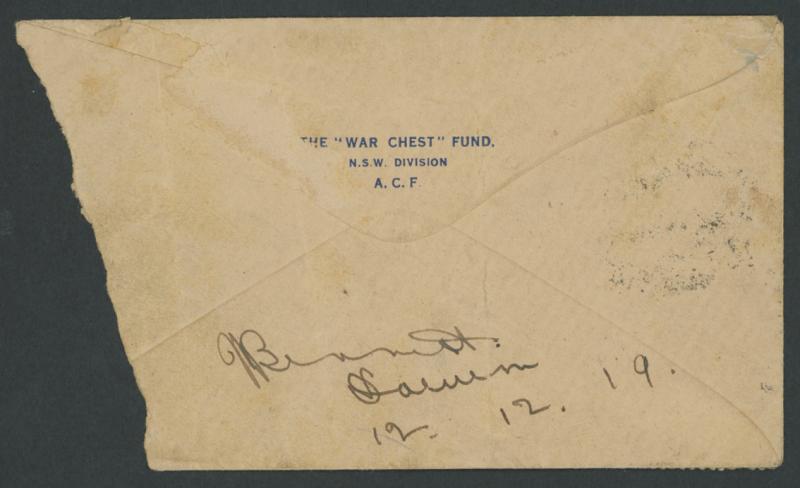 THE "WAR CHEST" FUND.
N.S.W. DIVISION
A. C. F.
Bennett.
Darwin
12. 12. 19.